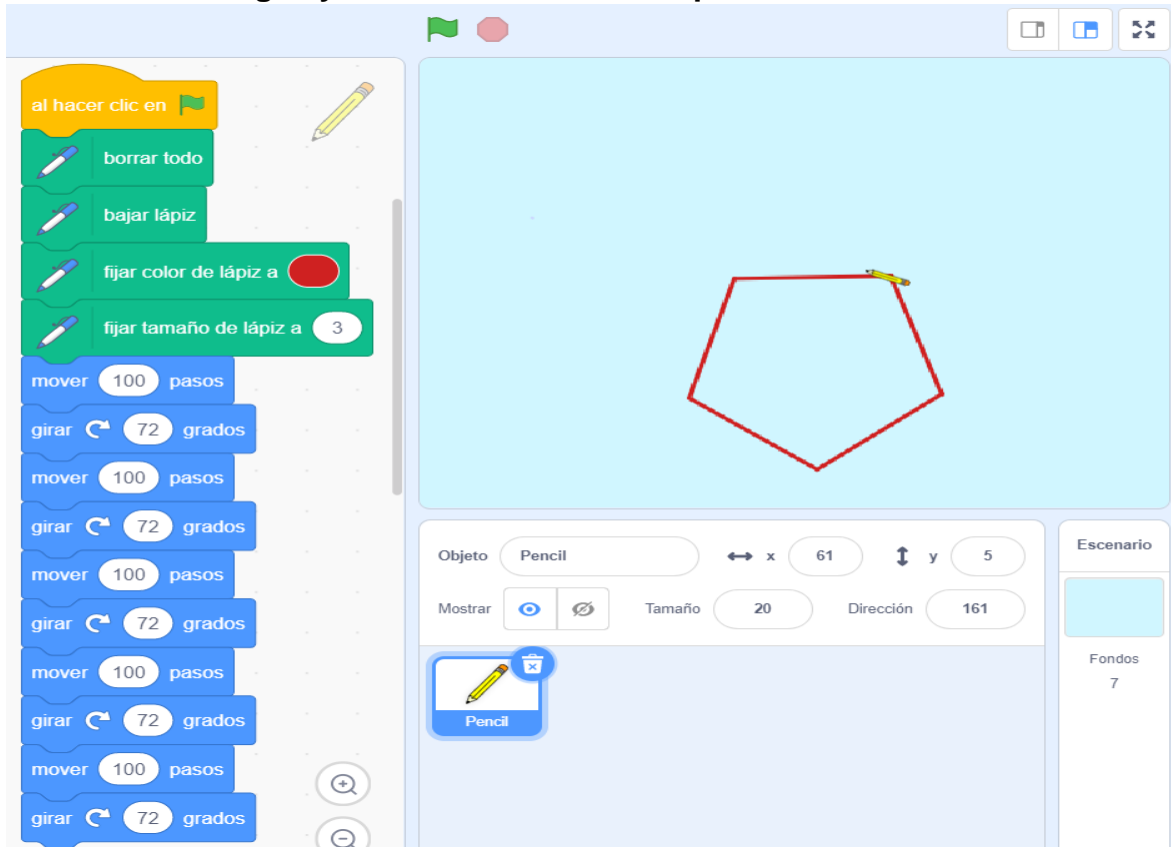 al hacer clic en
borrar todo
bajar lápiz
fijar color de lápiz a
fijar tamaño de lápiz a 3
mover 100 pasos
girar 72 grados
mover 100 pasos
girar 72 grados
mover 100 pasos
girar 72 grados
mover 100 pasos
girar 72 grados
mover 100 pasos
girar 72 grados
Objeto Pencil x 61 y 5
Mostrar Tamaño 20 Dirección 161
Pencil
Escenario
Fondos
7